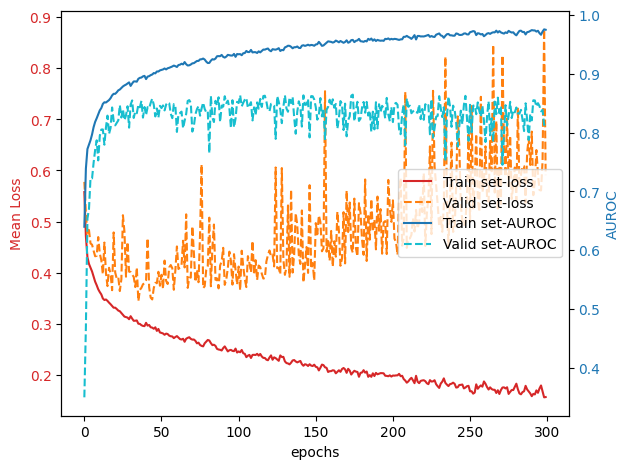 0.9
0.8
0.7
0.6
0.5
0.4
0.3
0.2
Mean Loss
1.0
0.9
0.8
0.7
0.6
0.5
0.4
AUROC
Train set-loss
Valid set-loss
Train set-AUROC
Valid set-AUROC
0 50 100 150 200 250 300
epochs